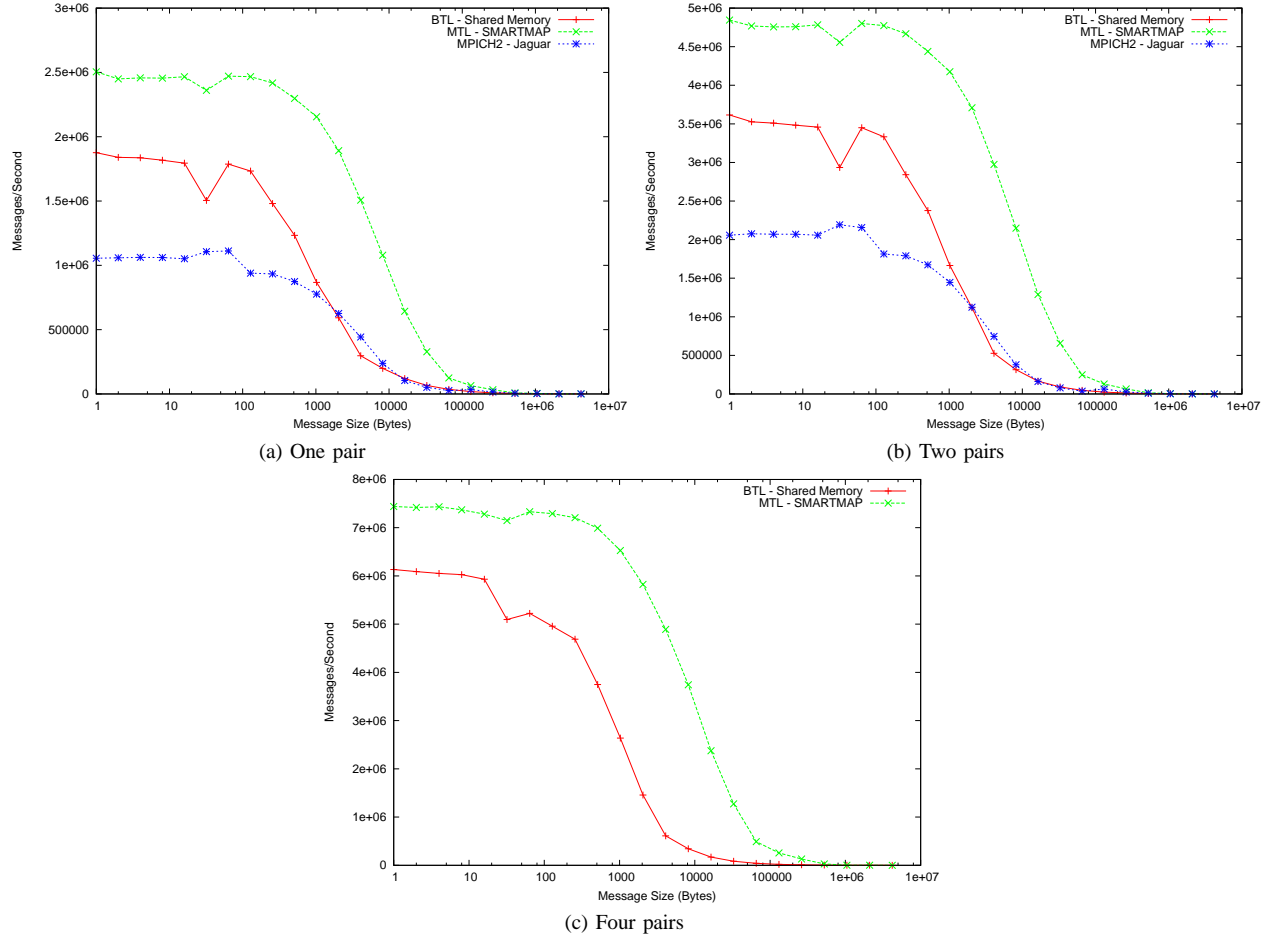 BTL - Shared Memory
MTL - SMARTMAP
MPICH2 - Jaguar
3e+06
2.5e+06
2e+06
1.5e+06
1e+06
500000
0
Messages/Second
1 10 100 1000 10000 100000 1e+06 1e+07
Message Size (Bytes)
(a) One pair
BTL - Shared Memory
MTL - SMARTMAP
MPICH2 - Jaguar
5e+06
4.5e+06
4e+06
3.5e+06
3e+06
2.5e+06
2e+06
1.5e+06
1e+06
500000
0
Messages/Second
1 10 100 1000 10000 100000 1e+06 1e+07
Message Size (Bytes)
(b) Two pairs
BTL - Shared Memory
MTL - SMARTMAP
8e+06
7e+06
6e+06
5e+06
4e+06
3e+06
2e+06
1e+06
0
Messages/Second
1 10 100 1000 10000 100000 1e+06 1e+07
Message Size (Bytes)
(c) Four pairs